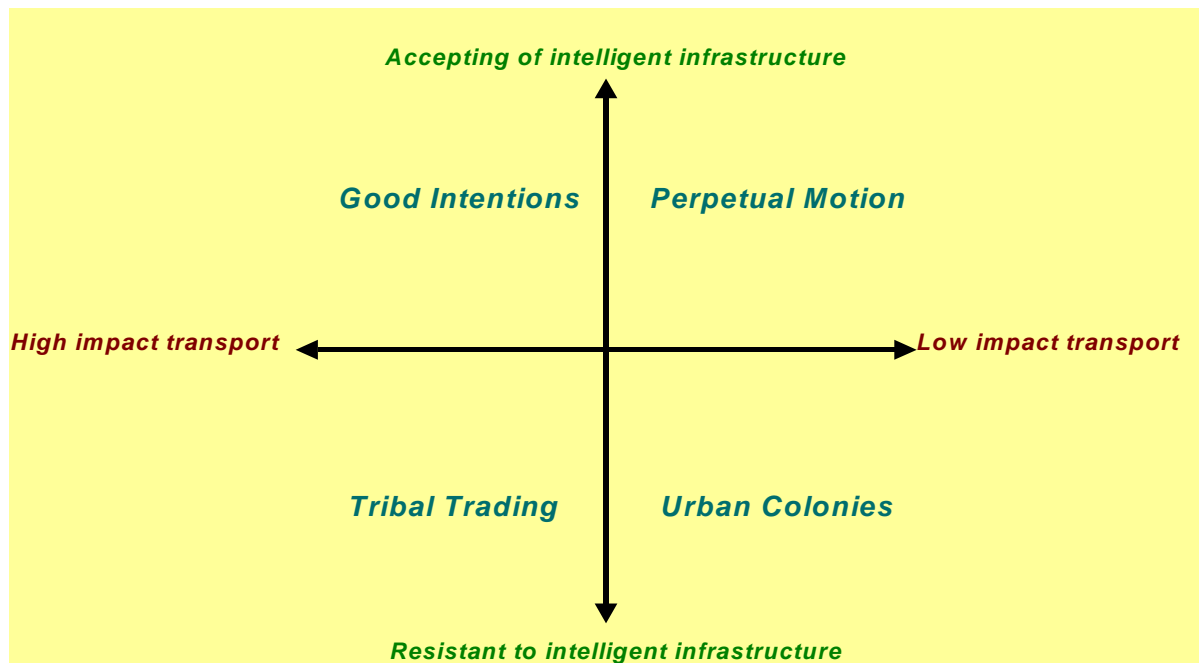 Accepting of intelligent infrastructure
Good Intentions
Perpetual Motion
High impact transport
Low impact transport
Tribal Trading
Urban Colonies
Resistant to intelligent infrastructure